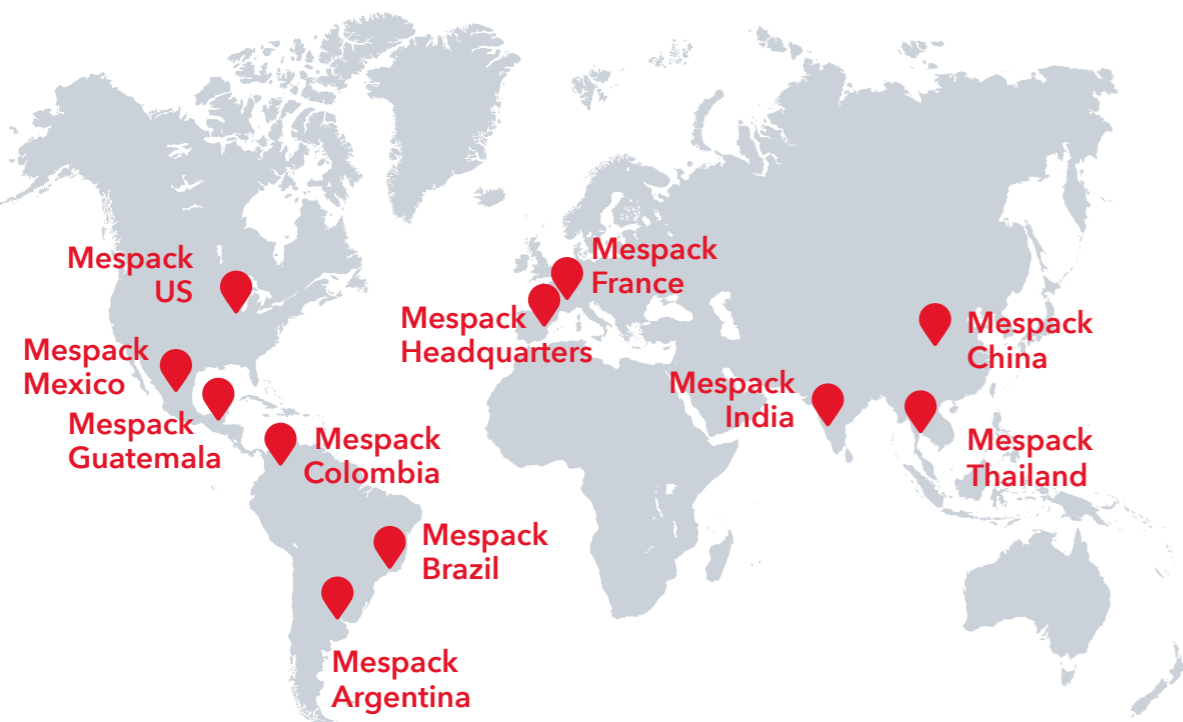 Mespack
US
Mespack
Mexico
Mespack
Guatemala
Mespack
Colombia
Mespack
Brazil
Mespack
Argentina
Mespack
France
Mespack
Headquarters
Mespack
India
Mespack
China
Mespack
Thailand